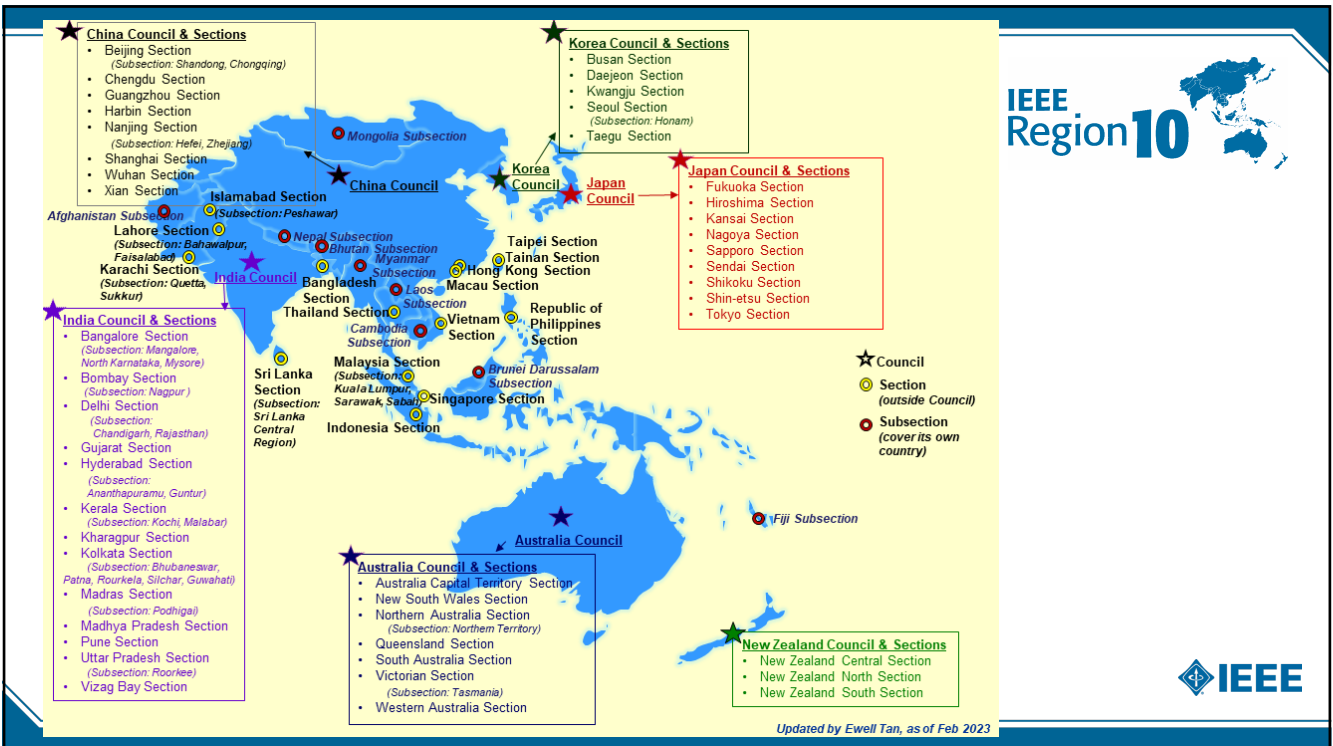 China Council & Sections
• Beijing Section
(Subsection: Shandong, Chongqing)
• Chengdu Section
• Guangzhou Section
• Harbin Section
• Nanjing Section
(Subsection: Hefei, Zhejiang)
• Shanghai Section
• Wuhan Section
• Xian Section
Korea Council & Sections
• Busan Section
• Daejeon Section
• Kwangju Section
• Seoul Section
(Subsection: Honam)
• Taegu Section
IEEE
Region 10
Mongolia Subsection
China Council
Korea
Council
Japan
Council
Japan Council & Sections
• Fukuoka Section
• Hiroshima Section
• Kansai Section
• Nagoya Section
• Sapporo Section
• Sendai Section
• Shikoku Section
• Shin-etsu Section
• Tokyo Section
Islamabad Section
(Subsection: Peshawar)
Afghanistan Subsection
Lahore Section
(Subsection: Bahawalpur,
Faisalabad)
Karachi Section
(Subsection: Quetta,
Sukkur)
Nepal Subsection
Bhutan Subsection
Myanmar
Subsection
India Council
Bangladesh
Section
Taipei Section
Tainan Section
Hong Kong Section
Macau Section
Laos
Subsection
Thailand Section
Cambodia
Subsection
Vietnam
Section
Republic of
Philippines
Section
India Council & Sections
• Bangalore Section
(Subsection: Mangalore,
North Karnataka, Mysore)
• Bombay Section
(Subsection: Nagpur )
• Delhi Section
(Subsection:
Chandigarh, Rajasthan)
• Gujarat Section
• Hyderabad Section
(Subsection:
Ananthapuramu, Guntur)
• Kerala Section
(Subsection: Kochi, Malabar)
• Kharagpur Section
• Kolkata Section
(Subsection: Bhubaneswar,
Patna, Rourkela, Silchar, Guwahati)
• Madras Section
(Subsection: Podhigai)
• Madhya Pradesh Section
• Pune Section
• Uttar Pradesh Section
(Subsection: Roorkee)
• Vizag Bay Section
Sri Lanka
Section
(Subsection:
Sri Lanka
Central
Region)
Malaysia Section
(Subsection:
Kuala Lumpur,
Sarawak, Sabah)
Brunei Darussalam
Subsection
Singapore Section
Indonesia Section
Council
Section
(outside Council)
Subsection
(cover its own
country)
Fiji Subsection
Australia Council
Australia Council & Sections
• Australia Capital Territory Section
• New South Wales Section
• Northern Australia Section
(Subsection: Northern Territory)
• Queensland Section
• South Australia Section
• Victorian Section
(Subsection: Tasmania)
• Western Australia Section
New Zealand Council & Sections
• New Zealand Central Section
• New Zealand North Section
• New Zealand South Section
IEEE
Updated by Ewell Tan, as of Feb 2023